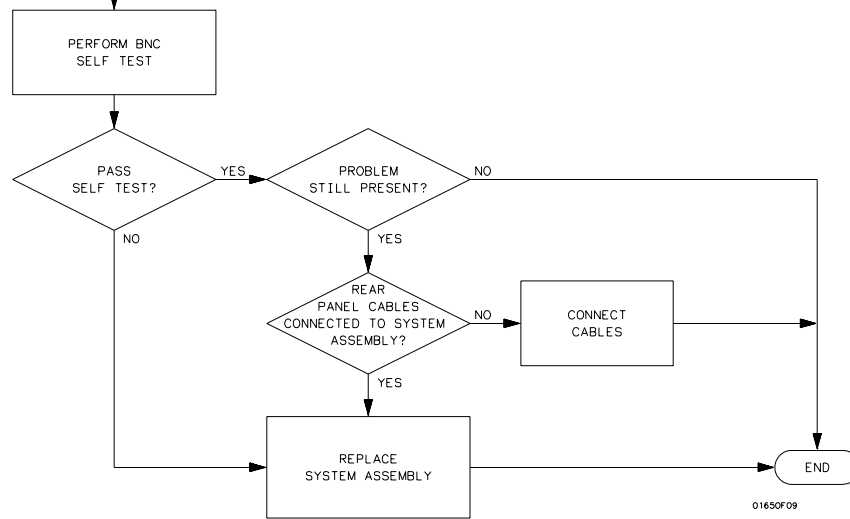 PERFORM BNC
SELF TEST
PASS
SELF TEST?
YES
NO
PROBLEM
STILL PRESENT?
NO
YES
REAR
PANEL CABLES
CONNECTED TO SYSTEM
ASSEMBLY?
NO
YES
CONNECT
CABLES
REPLACE
SYSTEM ASSEMBLY
END
01650F09